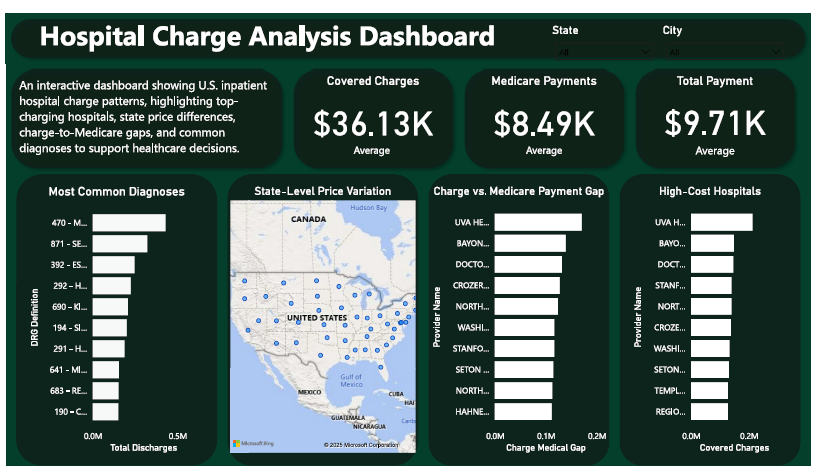 Hospital Charge Analysis Dashboard
State
All
City
All
An interactive dashboard showing U.S. inpatient
hospital charge patterns, highlighting top-
charging hospitals, state price differences,
charge-to-Medicare gaps, and common
diagnoses to support healthcare decisions.
Covered Charges
$36.13K
Average
Medicare Payments
$8.49K
Average
Total Payment
$9.71K
Average
Most Common Diagnoses
DRG Definition
470 - M...
871 - SE...
392 - ES...
292 - H...
690 - KI...
194 - SI...
291 - H...
641 - MI...
683 - RE...
190 - C...
0.0M
0.5M
Total Discharges
State-Level Price Variation
Hudson Bay
CANADA
UNITED STATES
Gulf of
Mexico
MEXICO
CUBA
HAI
GUATEMALA
NICARAGUA
Microsoft Bing
© 2025 Microsoft Corporation
Charge vs. Medicare Payment Gap
Provider Name
UVA HE...
BAYON...
DOCTO...
CROZER...
NORTH...
WASHI...
STANFO...
SETON ...
NORTH...
HAHNE...
0.0M
0.1M
0.2M
Charge Medical Gap
High-Cost Hospitals
Provider Name
UVA H...
BAYO...
DOCT...
STANF...
NORT...
CROZE...
WASHI...
SETON...
TEMPL...
REGIO...
0.0M
0.2M
Covered Charges